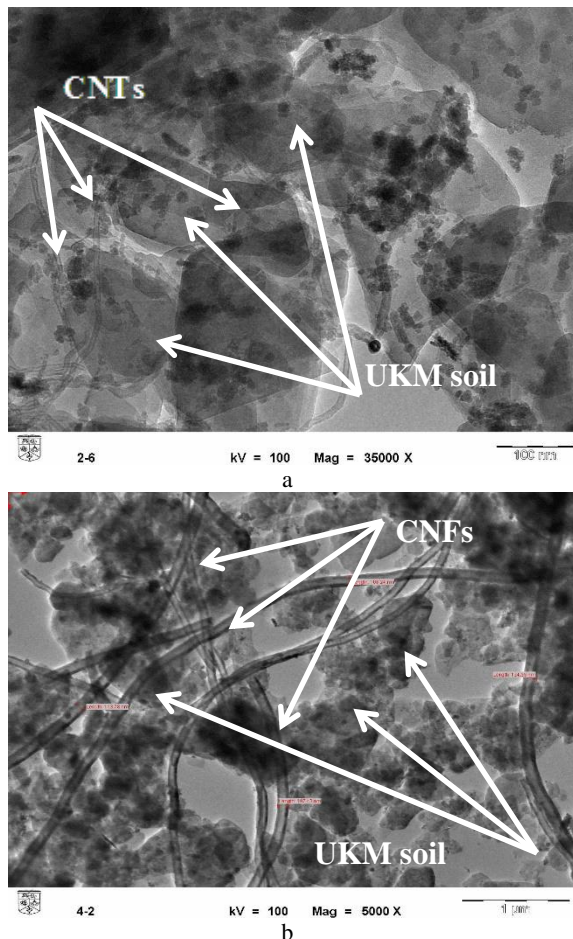 CNTs
UKM soil
2-6 kV = 100 Mag = 35000 X 100 nm
a
CNFs
UKM soil
4-2 kV = 100 Mag = 5000 X 1 µm
b